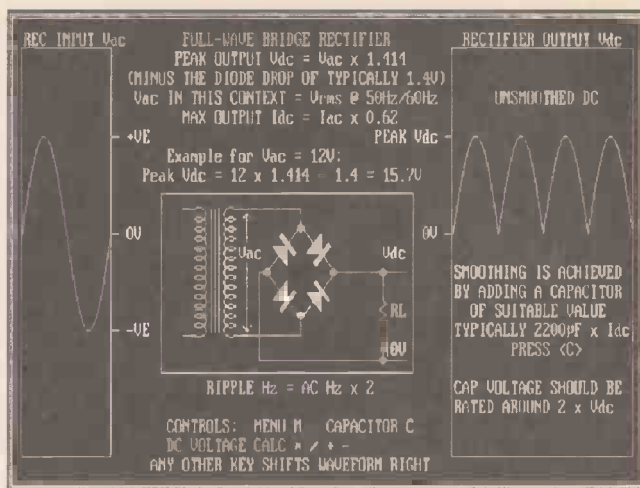 REC INPUT Vac
FULL-WAVE BRIDGE RECTIFIER
PEAK OUTPUT Vdc = Vac x 1.414
(MINUS THE DIODE DROP OF TYPICALLY 1.4V)
Vac IN THIS CONTEXT = Vrms @ 50Hz/60Hz
MAX OUTPUT Idc = Iac x 0.62
Example for Vac = 12V:
Peak Vdc = 12 x 1.414 - 1.4 = 15.7V
+VE
0V
-VE
Vac
Vdc
RL
0V
RIPPLE Hz = AC Hz x 2
CONTROLS: MENU M CAPACITOR C
DC VOLTAGE CALC * / + -
ANY OTHER KEY SHIFTS WAVEFORM RIGHT
RECTIFIER OUTPUT Vdc
UNSMOOTHED DC
PEAK Vdc
0V
SMOOTHING IS ACHIEVED
BY ADDING A CAPACITOR
OF SUITABLE VALUE
TYPICALLY 2200µF x Idc
PRESS <C>
CAP VOLTAGE SHOULD BE
RATED AROUND 2 x Vdc